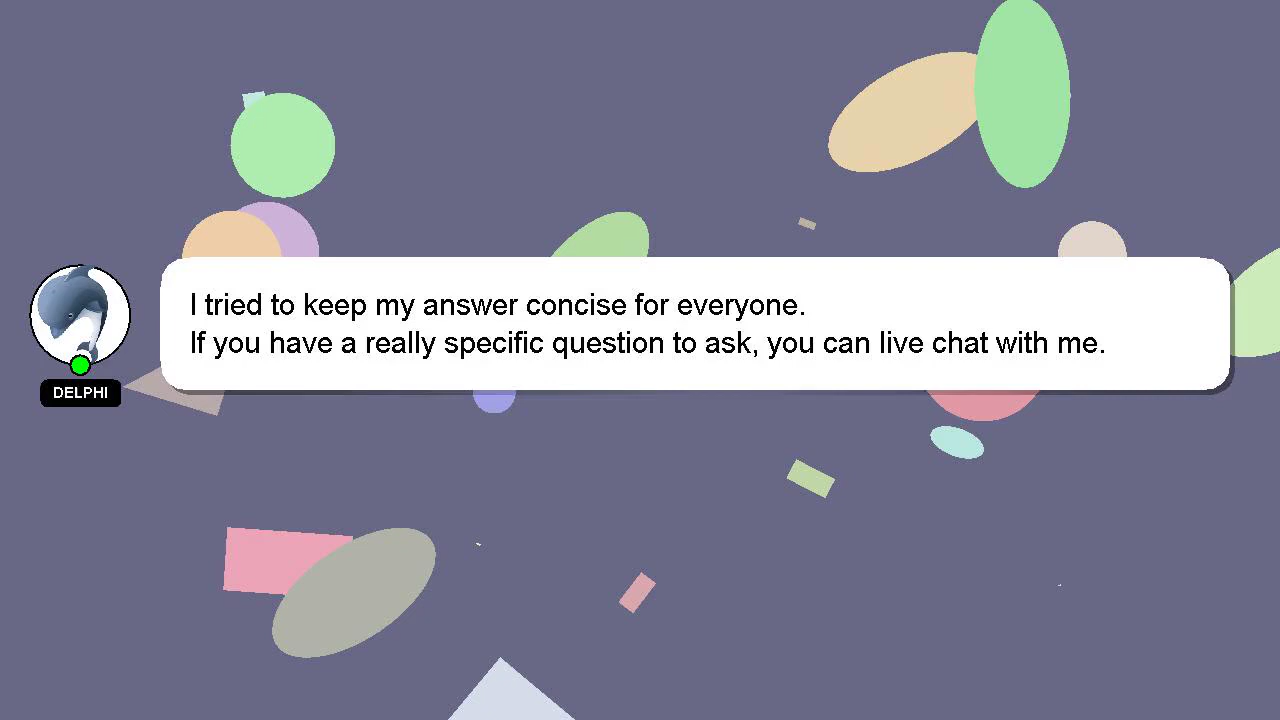 I tried to keep my answer concise for everyone.
If you have a really specific question to ask, you can live chat with me.
DELPHI